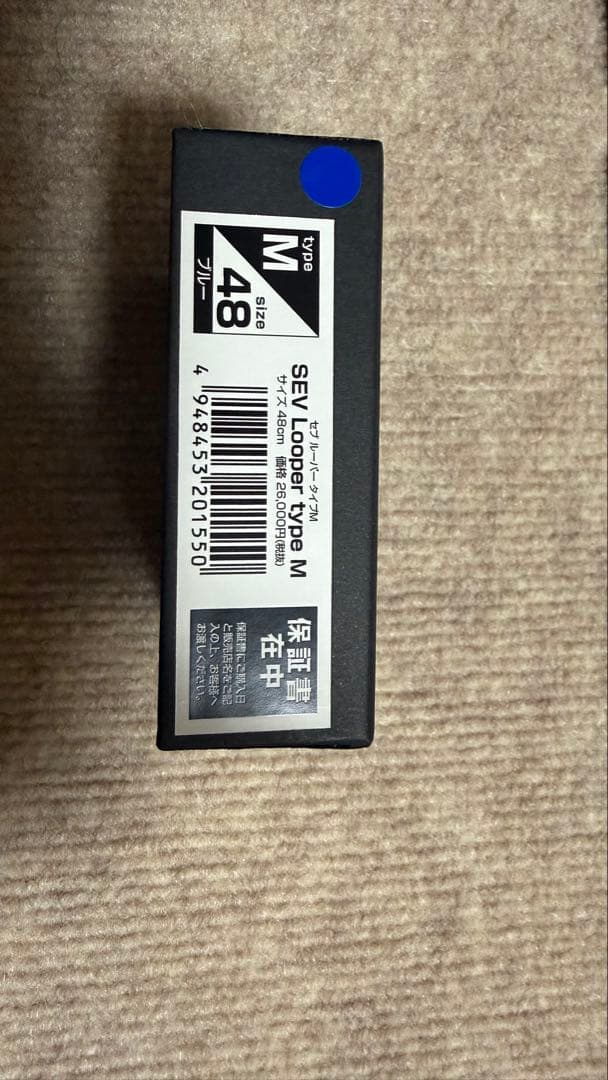 type
M
size
48
ブルー
セブ ルーパー タイプM
SEV Looper type M
サイズ 48cm 価格 26,000円(税抜)
4 948453 201550
保証書
在中
保証書にご購入日
と販売店名をご記
入の上、お客様へ
お渡しください。